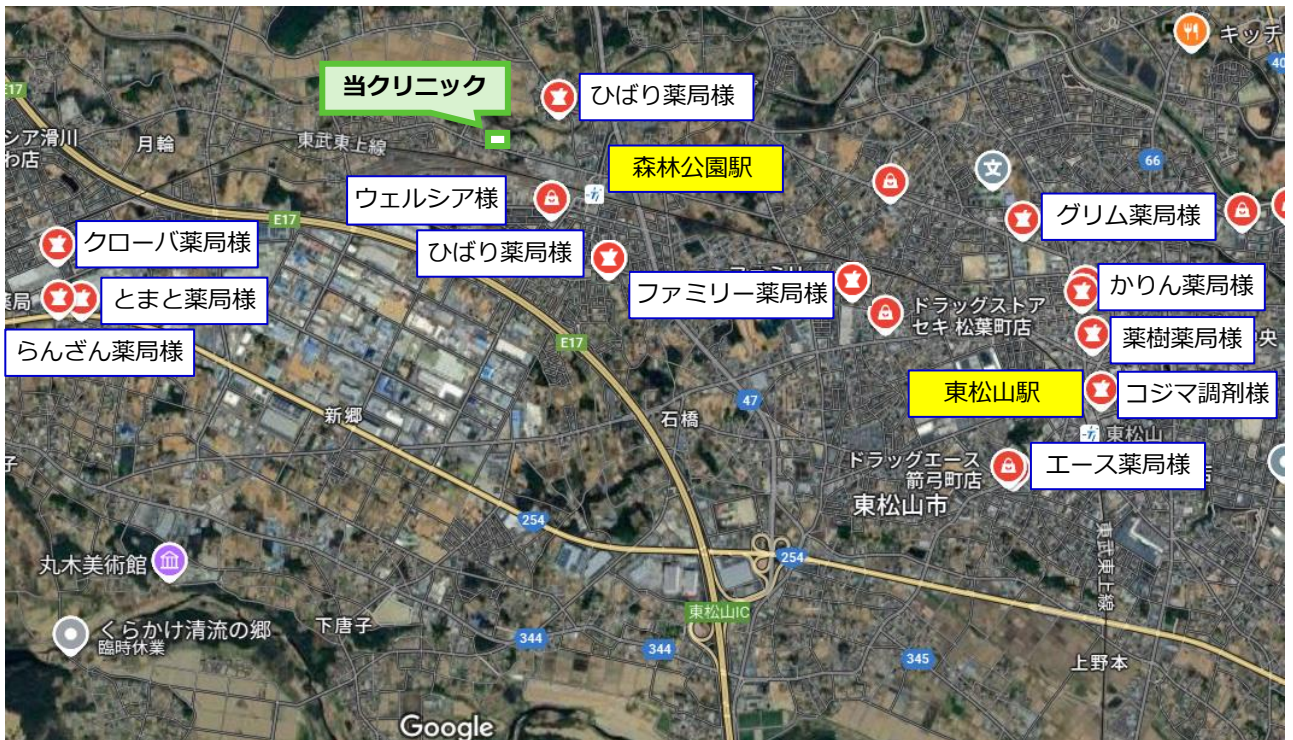 キッチ
40
当クリニック
ひばり薬局様
E17
シア滑川
わ店
月輪
東武東上線
森林公園駅
66
ウェルシア様
グリム薬局様
E17
クローバ薬局様
ひばり薬局様
ファミリー薬局様
かりん薬局様
薬局
とまと薬局様
ドラッグストア
セキ 松葉町店
らんざん薬局様
E17
薬樹薬局様
央
東松山駅
コジマ調剤様
47
新郷
石橋
東松山
子
ドラッグエース
箭弓町店
エース薬局様
東松山市
254
254
丸木美術館
東武東上線
東松山IC
くらかけ清流の郷
臨時休業
下唐子
344
344
345
上野本
Google